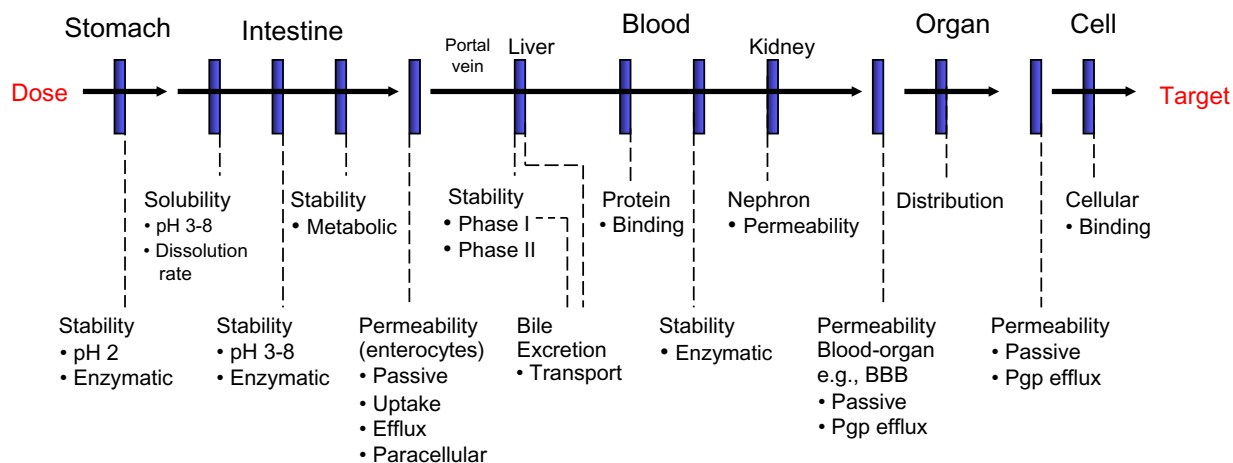 Stomach
Intestine
Blood
Organ
Cell
Portal
vein
Liver
Kidney
Dose
Target
Solubility
• pH 3-8
• Dissolution
rate
Stability
• Metabolic
Stability
• Phase I
• Phase II
Protein
• Binding
Nephron
• Permeability
Distribution
Cellular
• Binding
Stability
• pH 2
• Enzymatic
Stability
• pH 3-8
• Enzymatic
Permeability
(enterocytes)
• Passive
• Uptake
• Efflux
• Paracellular
Bile
Excretion
• Transport
Stability
• Enzymatic
Permeability
Blood-organ
e.g., BBB
• Passive
• Pgp efflux
Permeability
• Passive
• Pgp efflux